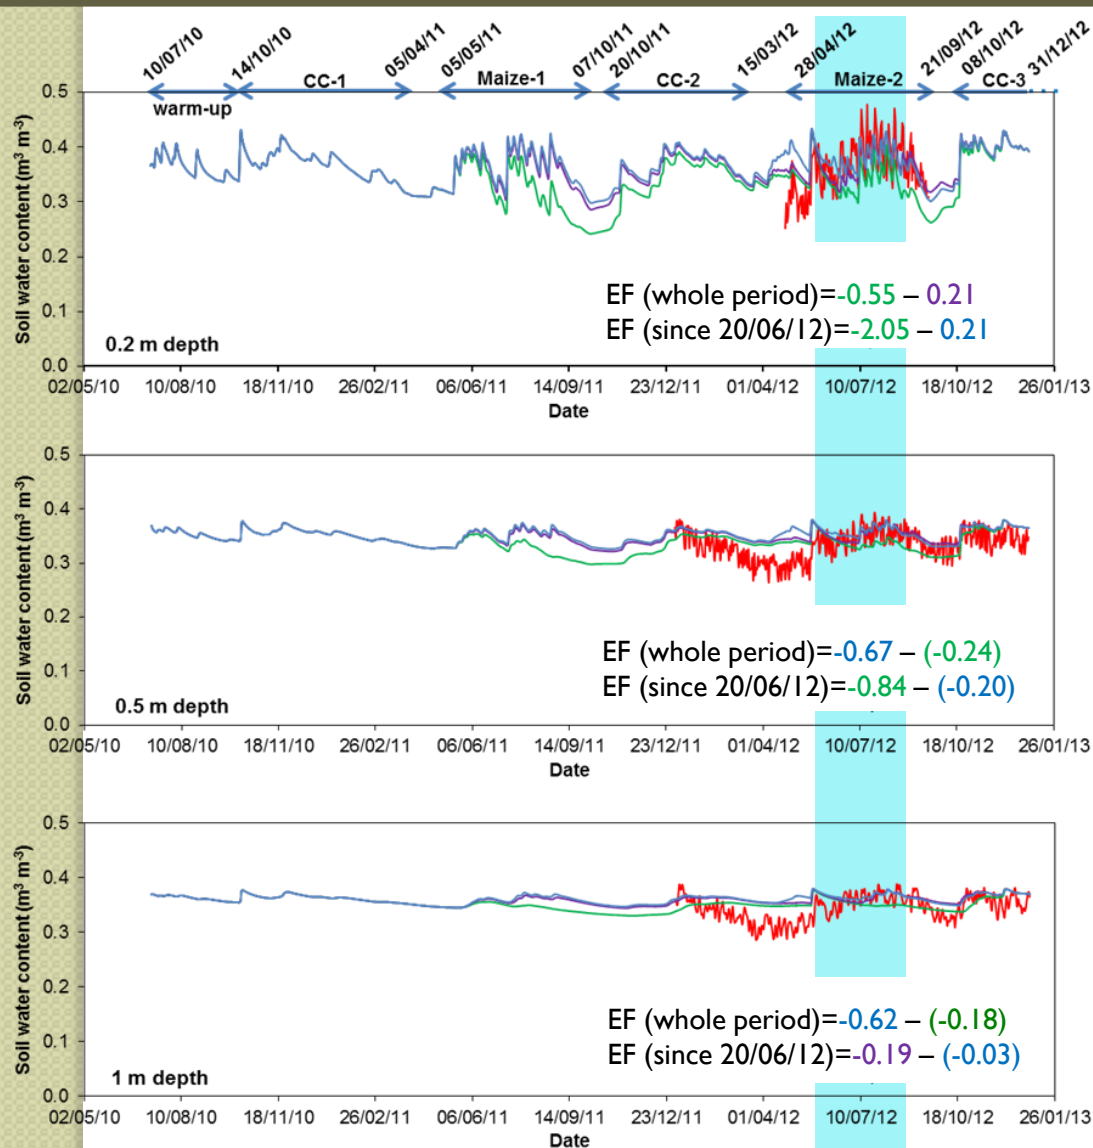 10/07/10 14/10/10 05/04/11 05/05/11 07/10/11 20/10/11 15/03/12 28/04/12 21/09/12 08/10/12 31/12/12
CC-1 Maize-1 CC-2 Maize-2 CC-3
warm-up
Soil water content (m³ m⁻³)
0.5
0.4
0.3
0.2
0.1
0.0
EF (whole period)=-0.55 – 0.21
EF (since 20/06/12)=-2.05 – 0.21
0.2 m depth
02/05/10 10/08/10 18/11/10 26/02/11 06/06/11 14/09/11 23/12/11 01/04/12 10/07/12 18/10/12 26/01/13
Date
Soil water content (m³ m⁻³)
0.5
0.4
0.3
0.2
0.1
0.0
EF (whole period)=-0.67 – (-0.24)
EF (since 20/06/12)=-0.84 – (-0.20)
0.5 m depth
02/05/10 10/08/10 18/11/10 26/02/11 06/06/11 14/09/11 23/12/11 01/04/12 10/07/12 18/10/12 26/01/13
Date
Soil water content (m³ m⁻³)
0.5
0.4
0.3
0.2
0.1
0.0
EF (whole period)=-0.62 – (-0.18)
EF (since 20/06/12)=-0.19 – (-0.03)
1 m depth
02/05/10 10/08/10 18/11/10 26/02/11 06/06/11 14/09/11 23/12/11 01/04/12 10/07/12 18/10/12 26/01/13
Date